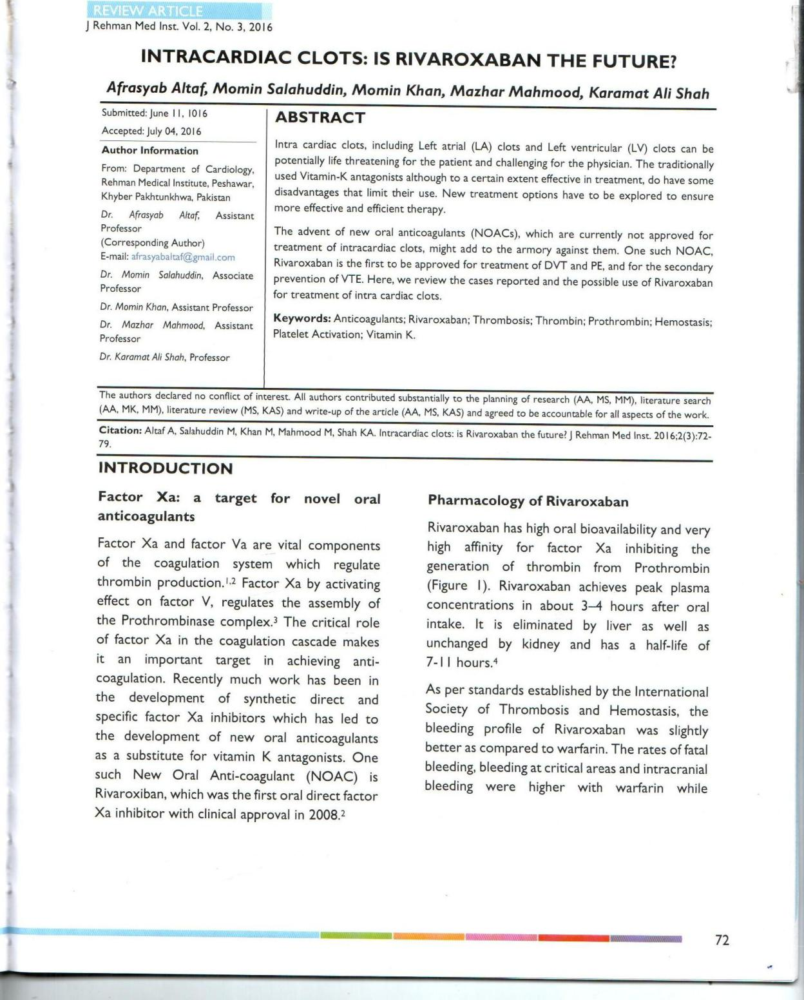 REVIEW ARTICLE
J Rehman Med Inst. Vol. 2, No. 3, 2016
INTRACARDIAC CLOTS: IS RIVAROXABAN THE FUTURE?
Afrasyab Altaf, Momin Salahuddin, Momin Khan, Mazhar Mahmood, Karamat Ali Shah
Submitted: June 11, 1016
Accepted: July 04, 2016
Author Information
From: Department of Cardiology,
Rehman Medical Institute, Peshawar,
Khyber Pakhtunkhwa, Pakistan
Dr. Afrasyab Altaf, Assistant
Professor
(Corresponding Author)
E-mail: afrasyabaltaf@gmail.com
Dr. Momin Salahuddin, Associate
Professor
Dr. Momin Khan, Assistant Professor
Dr. Mazhar Mahmood, Assistant
Professor
Dr. Karamat Ali Shah, Professor
ABSTRACT
Intra cardiac clots, including Left atrial (LA) clots and Left ventricular (LV) clots can be
potentially life threatening for the patient and challenging for the physician. The traditionally
used Vitamin-K antagonists although to a certain extent effective in treatment, do have some
disadvantages that limit their use. New treatment options have to be explored to ensure
more effective and efficient therapy.
The advent of new oral anticoagulants (NOACs), which are currently not approved for
treatment of intracardiac clots, might add to the armory against them. One such NOAC,
Rivaroxaban is the first to be approved for treatment of DVT and PE, and for the secondary
prevention of VTE. Here, we review the cases reported and the possible use of Rivaroxaban
for treatment of intra cardiac clots.
Keywords: Anticoagulants; Rivaroxaban; Thrombosis; Thrombin; Prothrombin; Hemostasis;
Platelet Activation; Vitamin K.
The authors declared no conflict of interest. All authors contributed substantially to the planning of research (AA, MS, MM), literature search
(AA, MK, MM), literature review (MS, KAS) and write-up of the article (AA, MS, KAS) and agreed to be accountable for all aspects of the work.
Citation: Altaf A, Salahuddin M, Khan M, Mahmood M, Shah KA. Intracardiac clots: is Rivaroxaban the future? J Rehman Med Inst. 2016;2(3):72-
79.
INTRODUCTION
Factor Xa: a target for novel oral
anticoagulants
Factor Xa and factor Va are vital components
of the coagulation system which regulate
thrombin production.1,2 Factor Xa by activating
effect on factor V, regulates the assembly of
the Prothrombinase complex.3 The critical role
of factor Xa in the coagulation cascade makes
it an important target in achieving anti-
coagulation. Recently much work has been in
the development of synthetic direct and
specific factor Xa inhibitors which has led to
the development of new oral anticoagulants
as a substitute for vitamin K antagonists. One
such New Oral Anti-coagulant (NOAC) is
Rivaroxiban, which was the first oral direct factor
Xa inhibitor with clinical approval in 2008.2
Pharmacology of Rivaroxaban
Rivaroxaban has high oral bioavailability and very
high affinity for factor Xa inhibiting the
generation of thrombin from Prothrombin
(Figure 1). Rivaroxaban achieves peak plasma
concentrations in about 3–4 hours after oral
intake. It is eliminated by liver as well as
unchanged by kidney and has a half-life of
7-11 hours.4
As per standards established by the International
Society of Thrombosis and Hemostasis, the
bleeding profile of Rivaroxaban was slightly
better as compared to warfarin. The rates of fatal
bleeding, bleeding at critical areas and intracranial
bleeding were higher with warfarin while
72